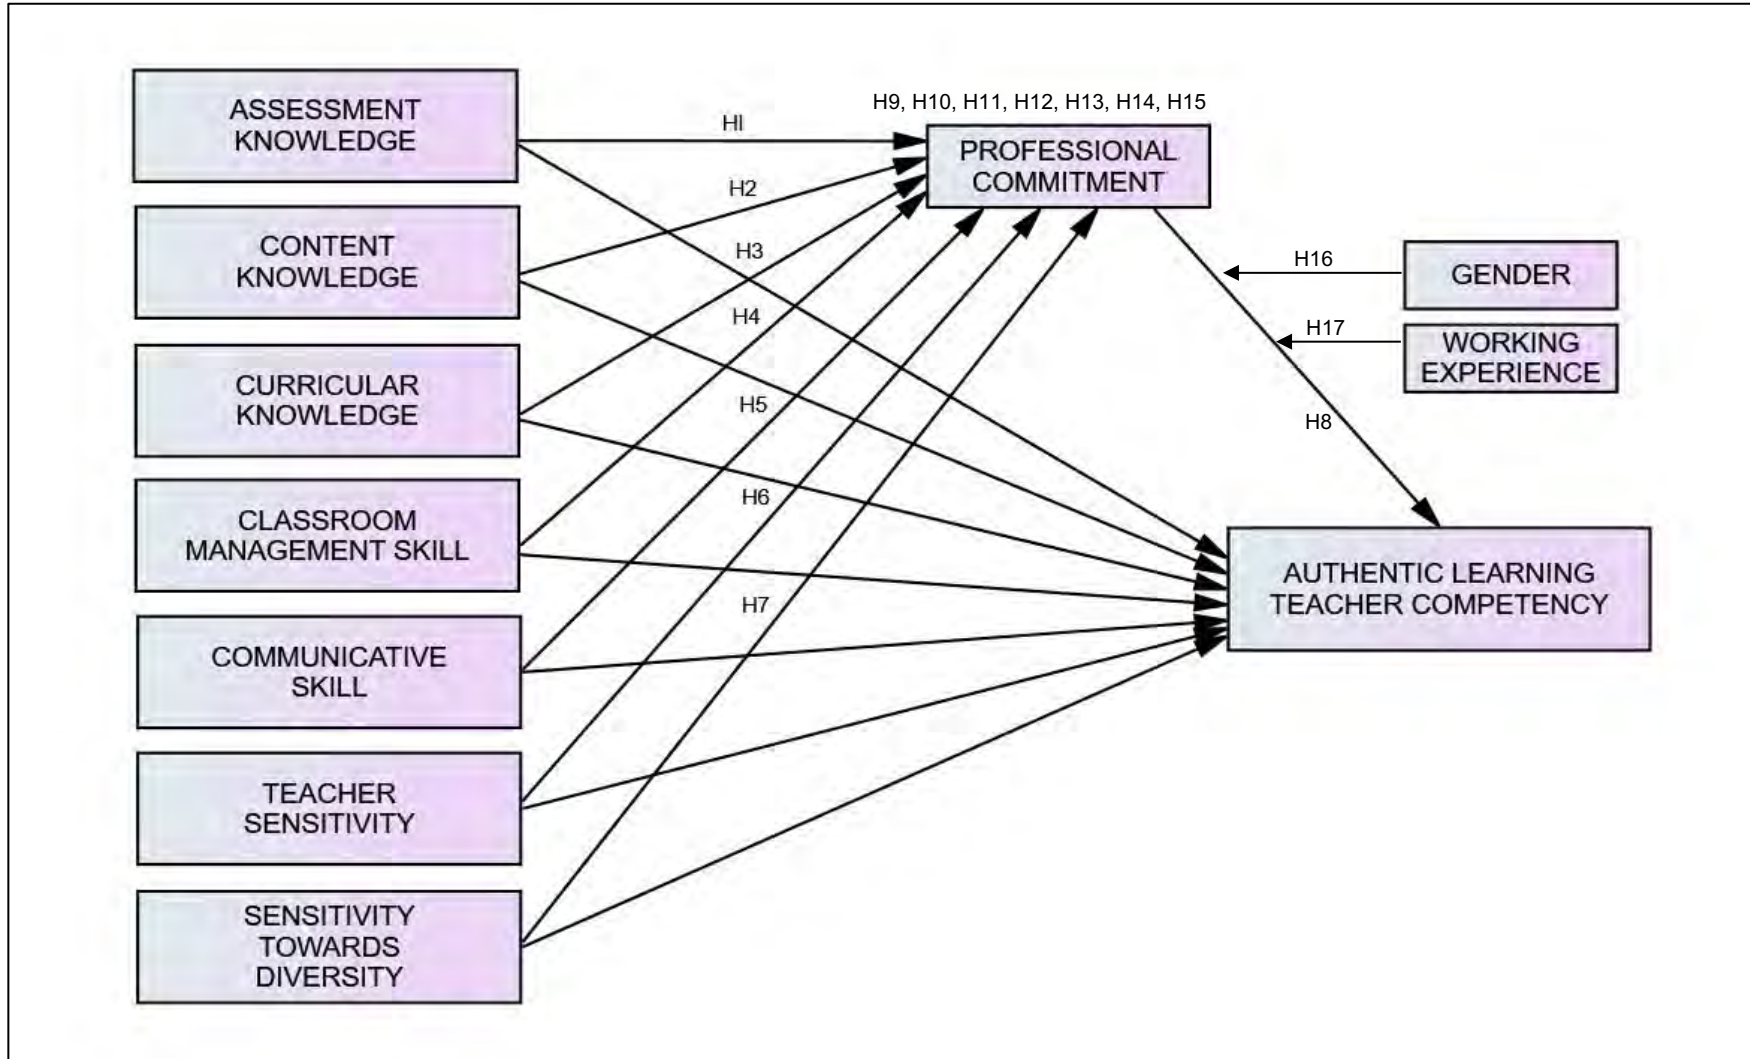 ASSESSMENT
KNOWLEDGE
CONTENT
KNOWLEDGE
CURRICULAR
KNOWLEDGE
CLASSROOM
MANAGEMENT SKILL
COMMUNICATIVE
SKILL
TEACHER
SENSITIVITY
SENSITIVITY
TOWARDS
DIVERSITY
HI
H2
H3
H4
H5
H6
H7
H9, H10, H11, H12, H13, H14, H15
PROFESSIONAL
COMMITMENT
H16
GENDER
H17
WORKING
EXPERIENCE
H8
AUTHENTIC LEARNING
TEACHER COMPETENCY